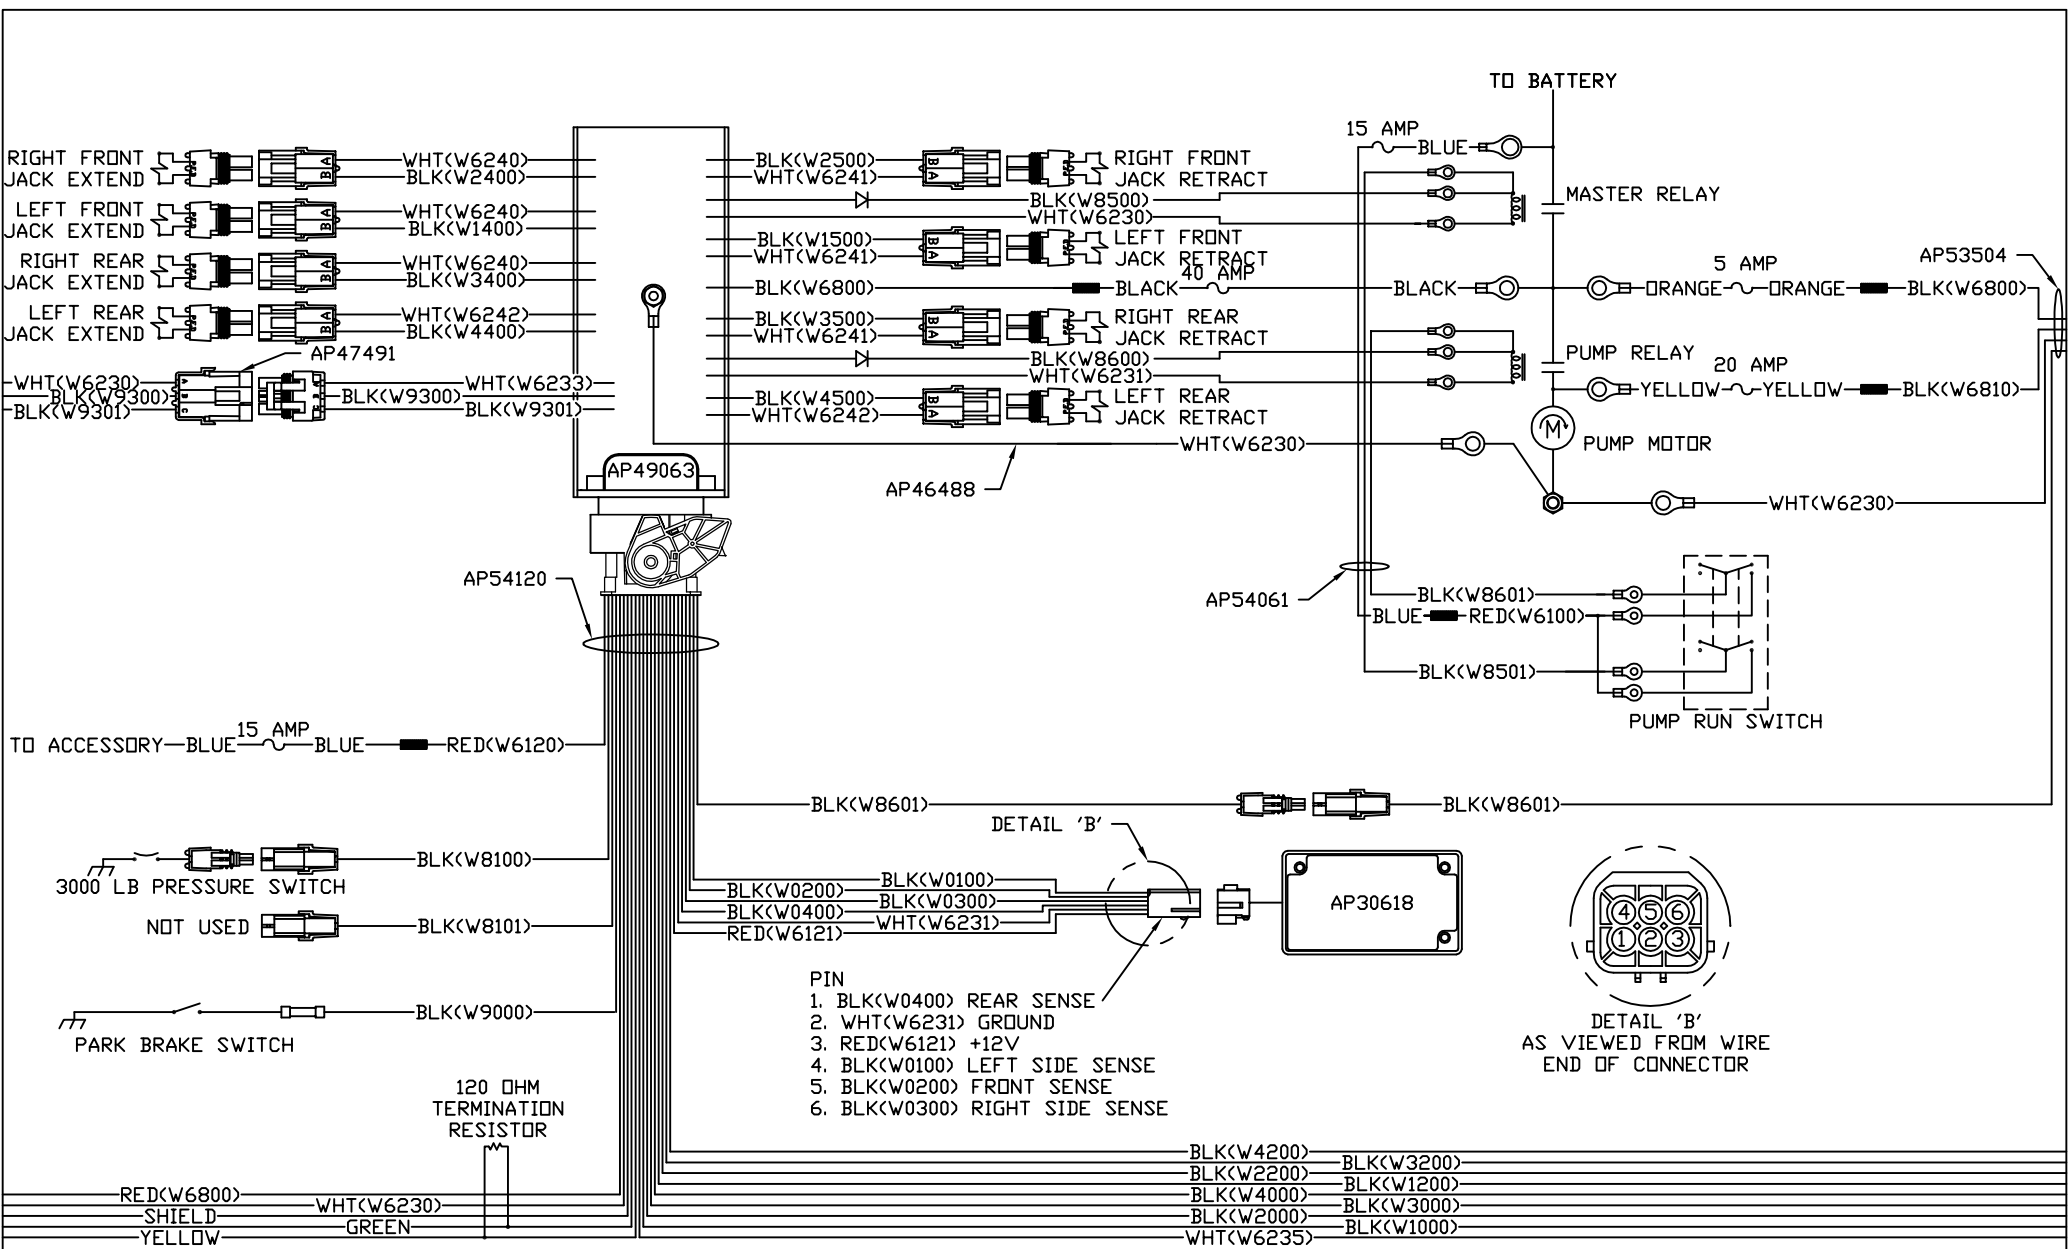 TO BATTERY
15 AMP
BLUE
RIGHT FRONT
JACK EXTEND
A
B
WHT(W6240)
BLK(W2400)
BLK(W2500)
WHT(W6241)
B
A
RIGHT FRONT
JACK RETRACT
BLK(W8500)
WHT(W6230)
MASTER RELAY
LEFT FRONT
JACK EXTEND
A
B
WHT(W6240)
BLK(W1400)
BLK(W1500)
WHT(W6241)
B
A
LEFT FRONT
JACK RETRACT
RIGHT REAR
JACK EXTEND
A
B
WHT(W6240)
BLK(W3400)
BLK(W6800)
BLACK
40 AMP
BLACK
5 AMP
ORANGE
ORANGE
BLK(W6800)
AP53504
LEFT REAR
JACK EXTEND
A
B
WHT(W6242)
BLK(W4400)
BLK(W3500)
WHT(W6241)
B
A
RIGHT REAR
JACK RETRACT
BLK(W8600)
WHT(W6231)
PUMP RELAY
20 AMP
YELLOW
YELLOW
BLK(W6810)
AP47491
WHT(W6230)
BLK(W9300)
BLK(W9301)
A
B
C
WHT(W6233)
BLK(W9300)
BLK(W9301)
BLK(W4500)
WHT(W6242)
B
A
LEFT REAR
JACK RETRACT
M
PUMP MOTOR
WHT(W6230)
AP49063
AP46488
WHT(W6230)
AP54120
AP54061
BLK(W8601)
BLUE
RED(W6100)
BLK(W8501)
PUMP RUN SWITCH
TO ACCESSORY
BLUE
15 AMP
BLUE
RED(W6120)
BLK(W8601)
BLK(W8601)
DETAIL 'B'
BLK(W8100)
3000 LB PRESSURE SWITCH
NOT USED
BLK(W8101)
BLK(W0100)
BLK(W0200)
BLK(W0300)
BLK(W0400)
WHT(W6231)
RED(W6121)
AP30618
4 5 6
1 2 3
PIN
1. BLK(W0400) REAR SENSE
2. WHT(W6231) GROUND
3. RED(W6121) +12V
4. BLK(W0100) LEFT SIDE SENSE
5. BLK(W0200) FRONT SENSE
6. BLK(W0300) RIGHT SIDE SENSE
DETAIL 'B'
AS VIEWED FROM WIRE
END OF CONNECTOR
BLK(W9000)
PARK BRAKE SWITCH
120 OHM
TERMINATION
RESISTOR
RED(W6800)
WHT(W6230)
SHIELD
GREEN
YELLOW
BLK(W4200)
BLK(W3200)
BLK(W2200)
BLK(W1200)
BLK(W4000)
BLK(W3000)
BLK(W2000)
BLK(W1000)
WHT(W6235)